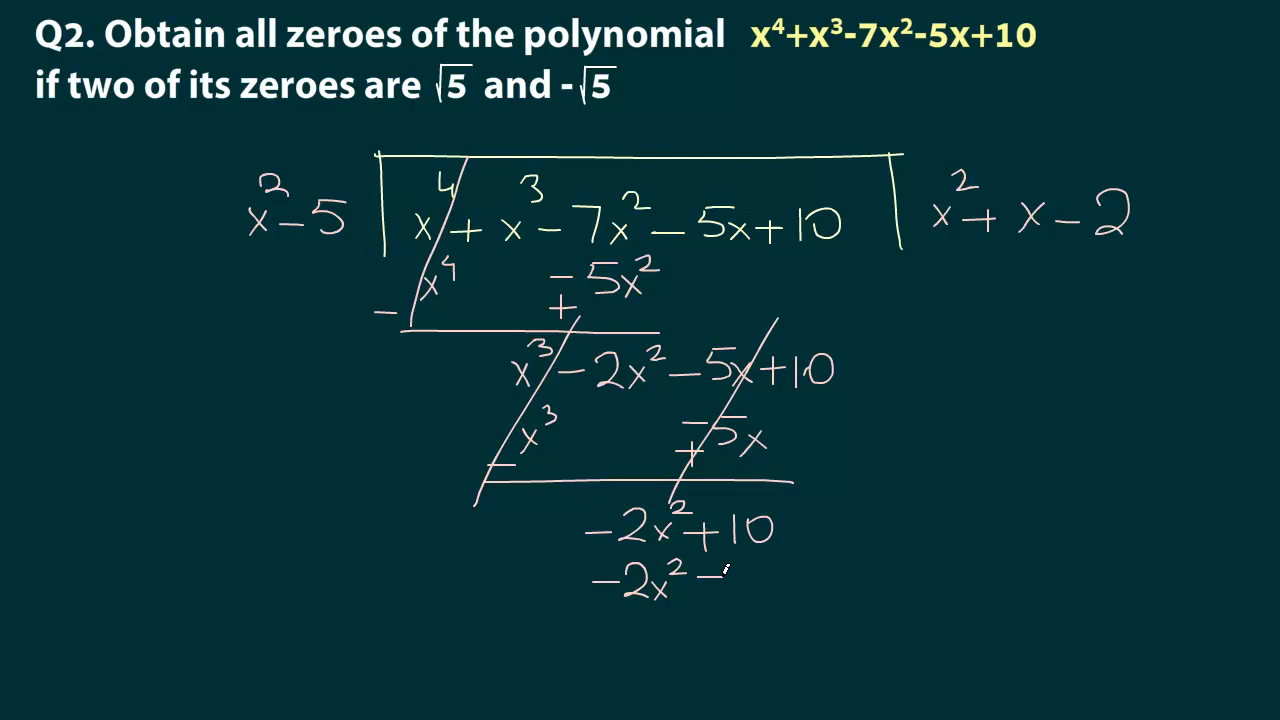 Q2. Obtain all zeroes of the polynomial x⁴+x³-7x²-5x+10
if two of its zeroes are √5 and -√5
x² - 5 x⁴ + x³ - 7x² - 5x + 10 x² + x - 2
x⁴ - 5x²
- +
x³ - 2x² - 5x + 10
x³ - 5x
- +
- 2x² + 10
- 2x² -